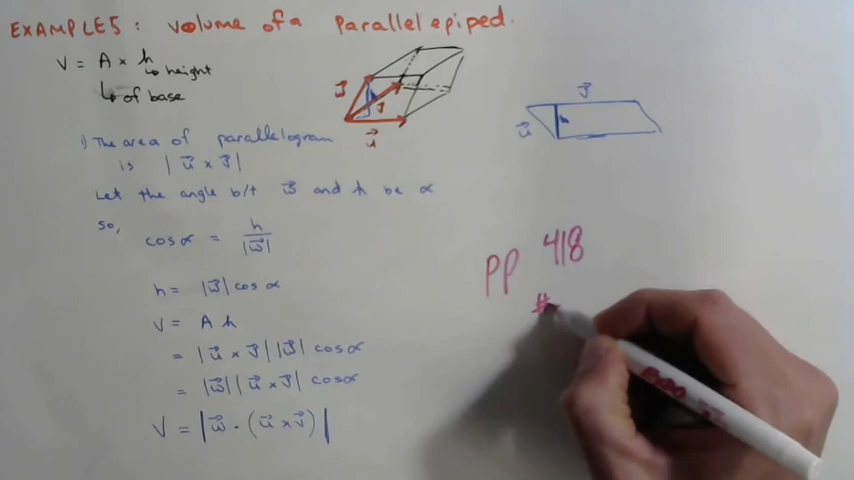 EXAMPLE 5 : Volume of a Parallelepiped.
V = A × h
↳ height
↳ of base
w⃗
v⃗
u⃗
v⃗
u⃗
h
1) The area of parallelogram
is | u⃗ × v⃗ |
Let the angle b/t w⃗ and h be α
so,
cos α = h / |w⃗|
h = |w⃗| cos α
V = A h
= | u⃗ × v⃗ | |w⃗| cos α
= |w⃗| | u⃗ × v⃗ | cos α
V = | w⃗ · ( u⃗ × v⃗ ) |
pp 418
#